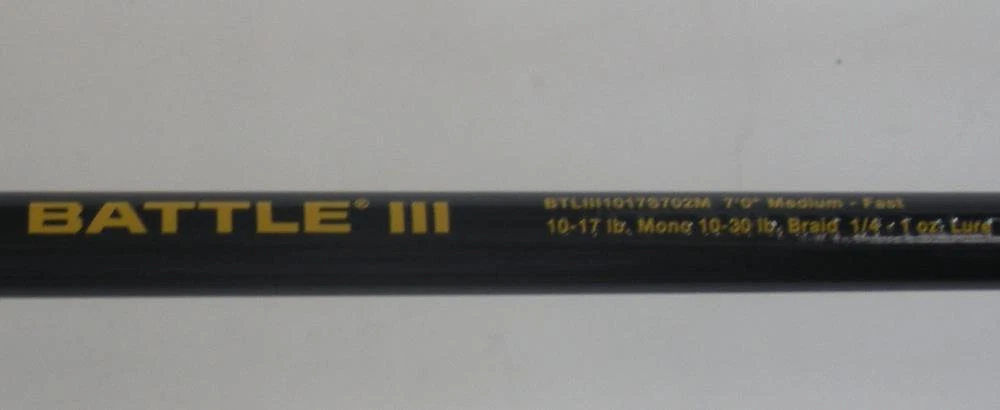 BATTLE® III
BTLIII1017S702M 7'0" Medium - Fast
10-17 lb. Mono 10-30 lb. Braid 1/4 - 1 oz. Lure